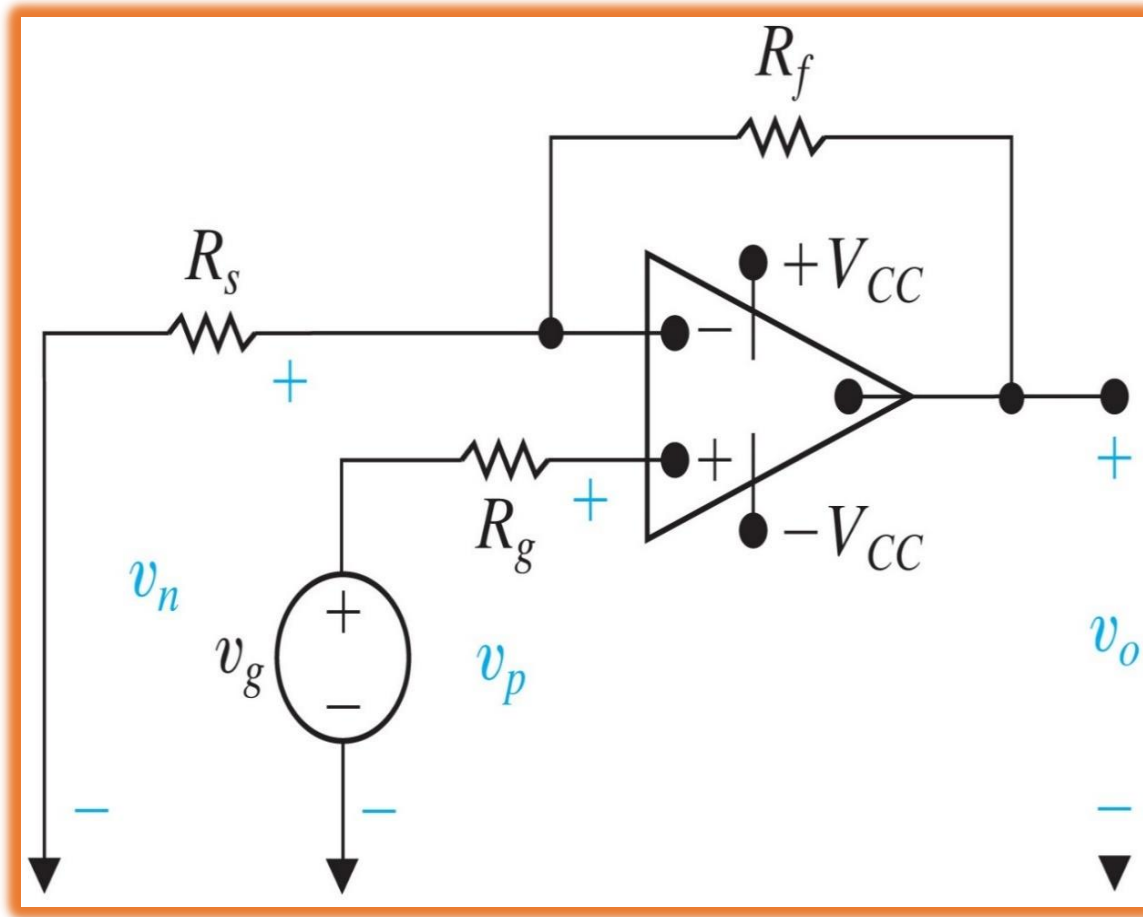 R_f
R_s
+V_CC
−
+
+
+
+
R_g
−V_CC
v_n
+
v_g
−
v_p
v_o
−
−
−